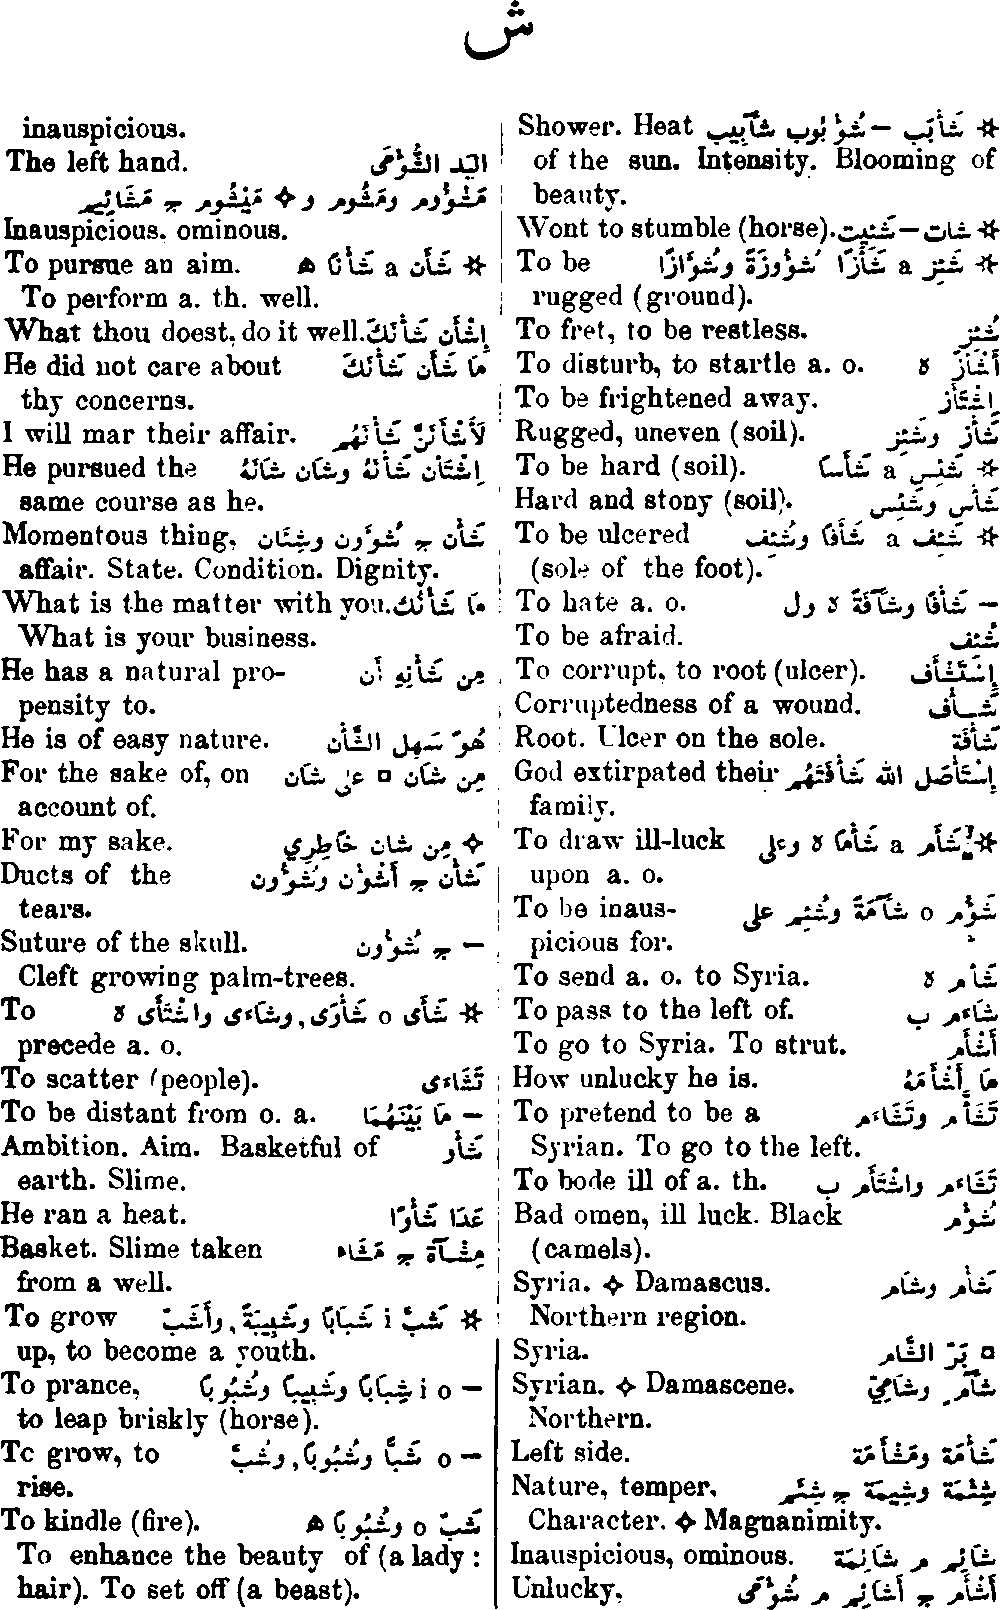 ش
Shower. Heat ✮ شَأْبَب – شُؤْبُوب شَآبِيب
of the sun. Intensity. Blooming of
beauty.
Wont to stumble (horse). ✮ شات – شَئِيت
To be ✮ شَئِز a شَأْزًا شُؤُوزَةً وشُؤَازًا
rugged (ground).
To fret, to be restless. شُئِز
To disturb, to startle a. o. أَشْأَزَ ه
To be frightened away. إِشْتَأَز
Rugged, uneven (soil). شَأْز وشَئِز
To be hard (soil). ✮ شَئِس a شَأَسًا
Hard and stony (soil). شَأْس وشَئِس
To be ulcered ✮ شَئِف a شَأَفًا وشُئِف
(sole of the foot).
To hate a. o. – شَأْفًا وشَآفَةً ه ول
To be afraid. شُئِف
To corrupt, to root (ulcer). إِسْتَشْأَف
Corruptedness of a wound. شَأَف
Root. Ulcer on the sole. شَأْفَة
God extirpated their إِسْتَأْصَل الله شَأْفَتَهُم
family.
To draw ill-luck ✮ شَأَم a شَأْمًا ه وعلى
upon a. o.
To be inaus- شَؤُم o شَآمَةً وشُئِم على
picious for.
To send a. o. to Syria. شَأَّم ه
To pass to the left of. شَاءَم ب
To go to Syria. To strut. أَشْأَم
How unlucky he is. مَا أَشْأَمَهُ
To pretend to be a تَشَأَّم وتَشَاءَم
Syrian. To go to the left.
To bode ill of a. th. تَشَاءَم واشْتَأَم ب
Bad omen, ill luck. Black شُؤْم
(camels).
Syria. ✧ Damascus. شَأْم وشَام
Northern region.
Syria. ◘ بَرّ الشَّام
Syrian. ✧ Damascene. شَآم وشَامِيّ
Northern.
Left side. شَأْمَة ومَشْأَمَة
Nature, temper, شِئْمَة وشِيمَة ج شِئَم
Character. ✧ Magnanimity.
Inauspicious, ominous. شَائِم م شَائِمَة
Unlucky, أَشْأَم ج أَشَائِم م شُؤْمَى
inauspicious.
The left hand. اليَد الشُّؤْمَى
مَشْؤُوم ومَشُوم و ✧ مَيْشُوم ج مَشَائِيم
Inauspicious. ominous.
To pursue an aim. ✮ شَأَن a شَأْنًا ه
To perform a. th. well.
What thou doest, do it well. إِشْأَن شَأْنَكَ
He did not care about مَا شَأَن شَأْنَكَ
thy concerns.
I will mar their affair. لَأَشْأَنَنَّ شَأْنَهُم
He pursued the إِشْتَأَن شَأْنَهُ وشَان شَانَهُ
same course as he.
Momentous thing, شَأْن ج شُؤُون وشِئَان
affair. State. Condition. Dignity.
What is the matter with you. مَا شَأْنُكَ
What is your business.
He has a natural pro- مِن شَأْنِهِ أَن
pensity to.
He is of easy nature. هُوَ سَهِل الشَّأْن
For the sake of, on مِن شَان ◘ على شَان
account of.
For my sake. ✧ مِن شان خَاطِرِي
Ducts of the شَأْن ج أَشْؤُن وشُؤُون
tears.
Suture of the skull. – ج شُؤُون
Cleft growing palm-trees.
To ✮ شَأَى o شَأْوًى, وشَاءَى واشْتَأَى ه
precede a. o.
To scatter (people). تَشَاءَى
To be distant from o. a. – مَا بَيْنَهُمَا
Ambition. Aim. Basketful of شَأْو
earth. Slime.
He ran a heat. عَدَا شَأْوًا
Basket. Slime taken مِشْآة ج مَشَاء
from a well.
To grow ✮ شَبّ i شَبَابًا وشَبِيبَةً, وأَشَبّ
up, to become a youth.
To prance, – i o شِبَابًا وشَبِيبًا وشُبُوبًا
to leap briskly (horse).
To grow, to – o شَبًّا وشُبُوبًا, وشُبَّ
rise.
To kindle (fire). شَبّ o وشُبُوبًا ه
To enhance the beauty of (a lady :
hair). To set off (a beast).